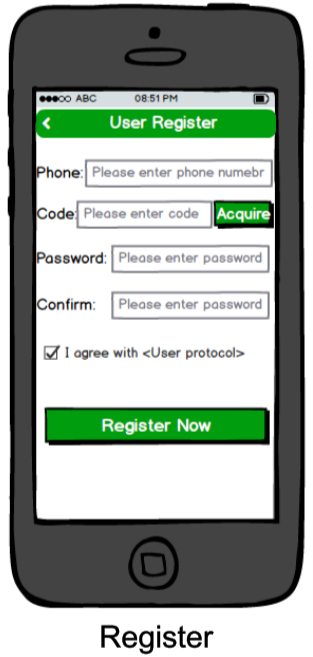 ABC 08:51 PM
User Register
Phone: Please enter phone numebr
Code: Please enter code Acquire
Password: Please enter password
Confirm: Please enter password
I agree with <User protocol>
Register Now
Register